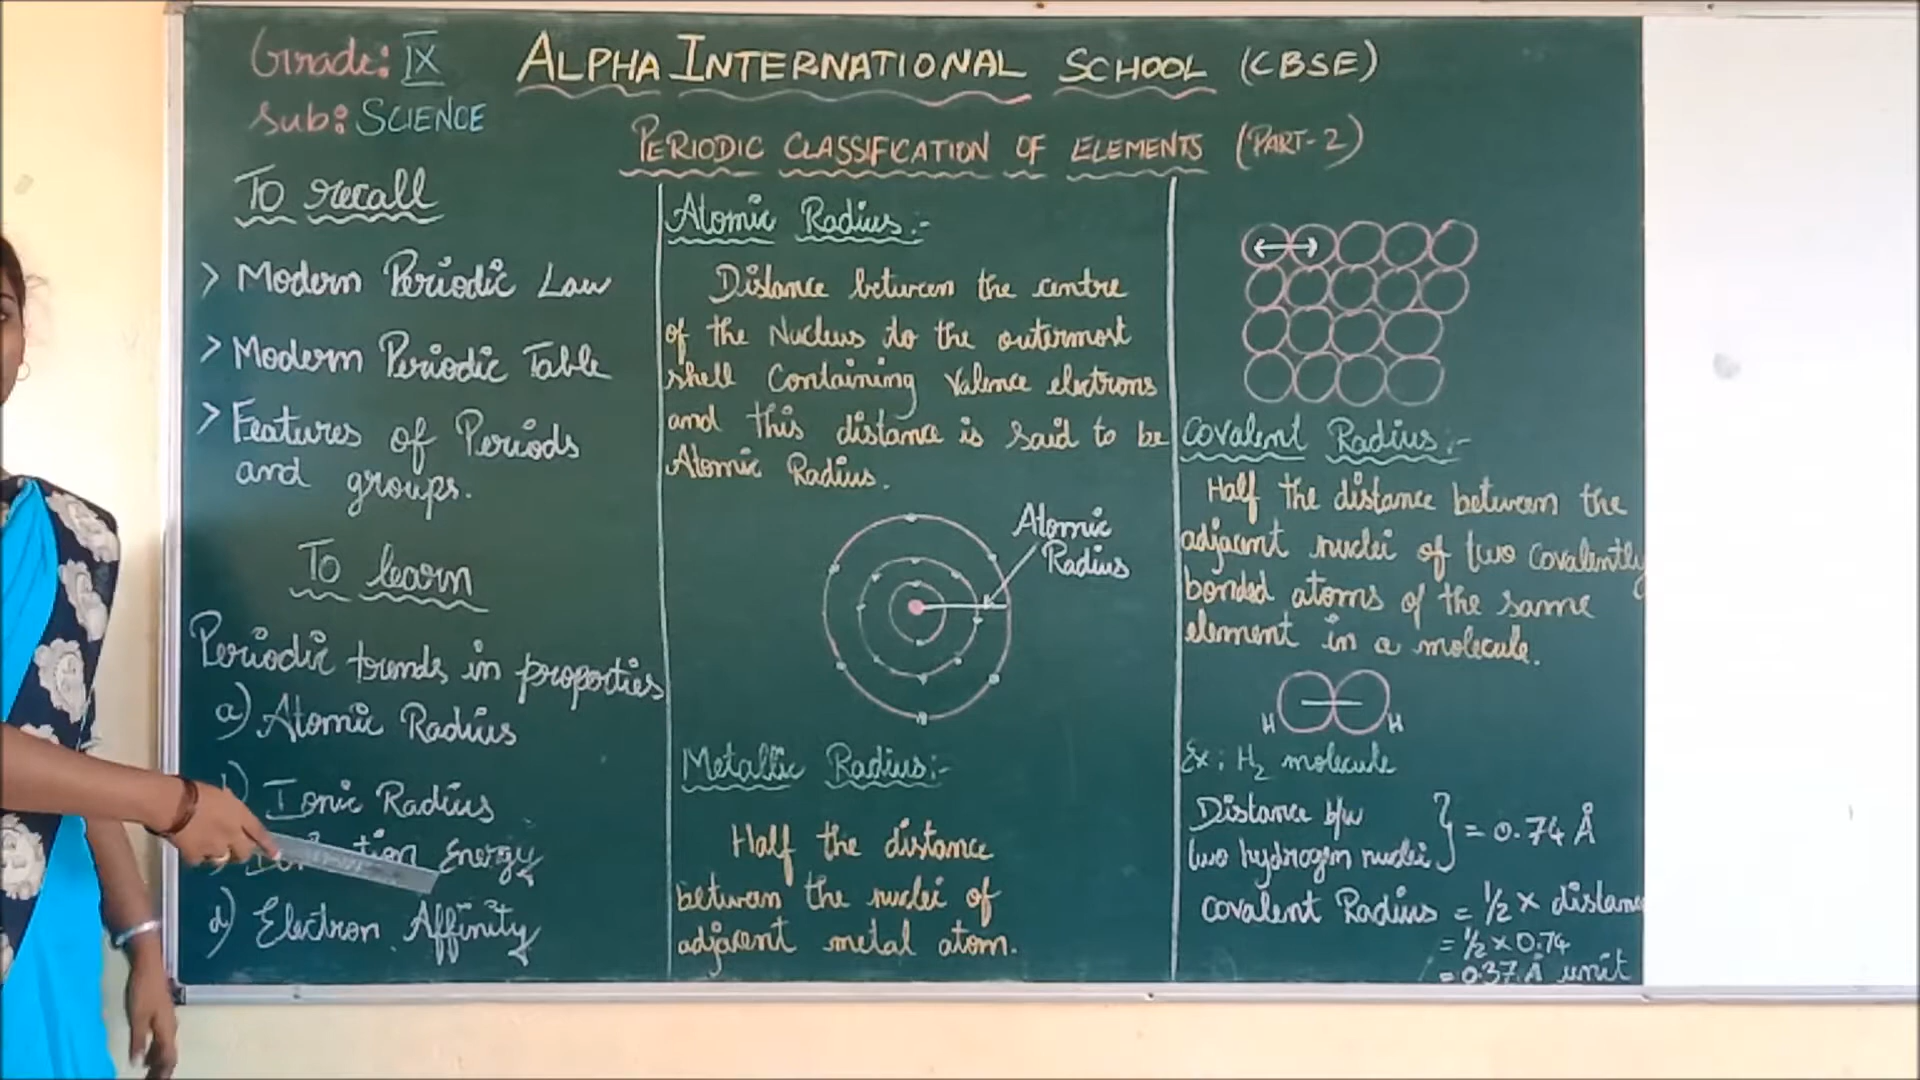 Grade: IX
Sub: SCIENCE
ALPHA INTERNATIONAL SCHOOL (CBSE)
PERIODIC CLASSIFICATION OF ELEMENTS (PART-2)
To recall
> Modern Periodic Law
> Modern Periodic Table
> Features of Periods
and groups.
To learn
Periodic trends in properties
a) Atomic Radius
Ionic Radius
Energy
d) Electron Affinity
Atomic Radius:-
Distance between the centre
of the Nucleus to the outermost
shell Containing Valence electrons
and this distance is said to be
Atomic Radius.
Atomic
Radius
Metallic Radius:-
Half the distance
between the nuclei of
adjacent metal atom.
Covalent Radius:-
Half the distance between the
adjacent nuclei of two covalently
bonded atoms of the same
element in a molecule.
H H
Ex: H2 molecule
Distance b/w
two hydrogen nuclei } = 0.74 Å
Covalent Radius = 1/2 x distanc
= 1/2 x 0.74
= 0.37 Å unit